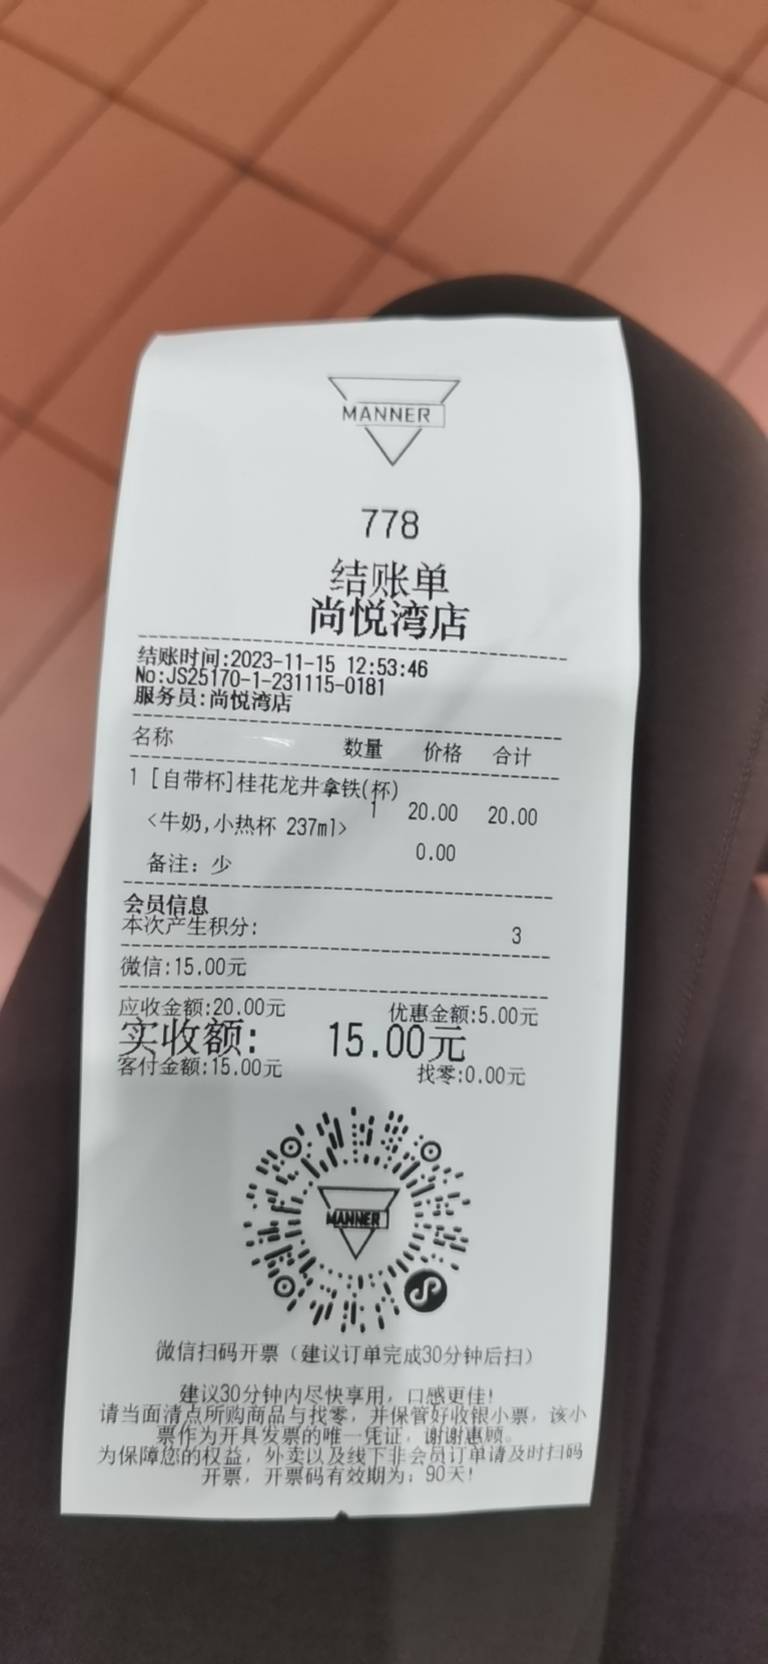 MANNER
778
结账单
尚悦湾店
结账时间:2023-11-15 12:53:46
No:JS25170-1-231115-0181
服务员:尚悦湾店
名称 数量 价格 合计
1 [自带杯]桂花龙井拿铁(杯)
1 20.00 20.00
<牛奶,小热杯 237ml>
0.00
备注: 少
会员信息
本次产生积分: 3
微信:15.00元
应收金额:20.00元 优惠金额:5.00元
实收额: 15.00元
客付金额:15.00元 找零:0.00元
MANNER
微信扫码开票（建议订单完成30分钟后扫）
建议30分钟内尽快享用，口感更佳!
请当面清点所购商品与找零，并保管好收银小票，该小
票作为开具发票的唯一凭证，谢谢惠顾。
为保障您的权益，外卖以及线下非会员订单请及时扫码
开票，开票码有效期为: 90天!